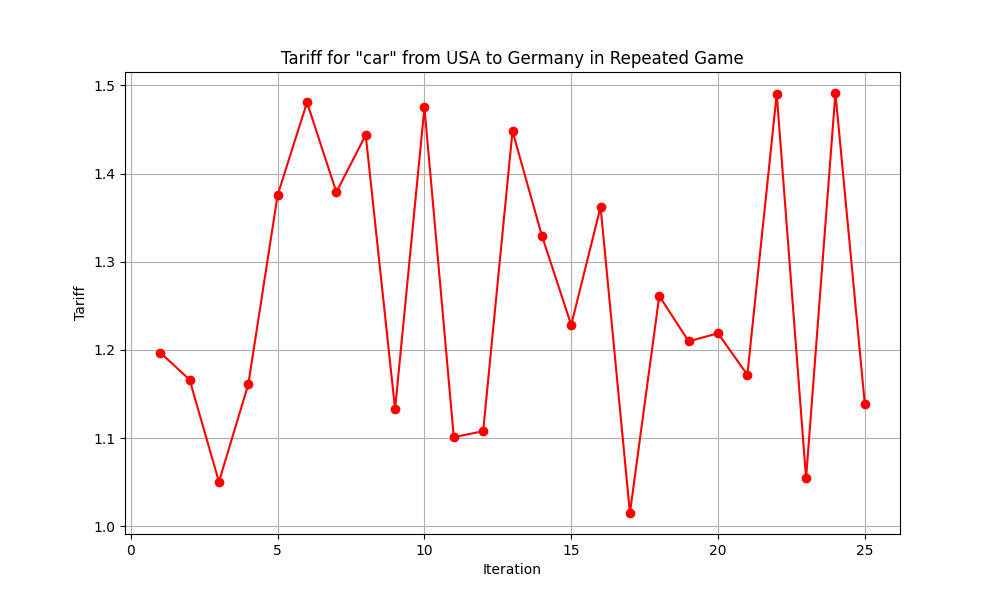 Tariff for "car" from USA to Germany in Repeated Game
1.5
1.4
1.3
1.2
1.1
1.0
Tariff
0 5 10 15 20 25
Iteration